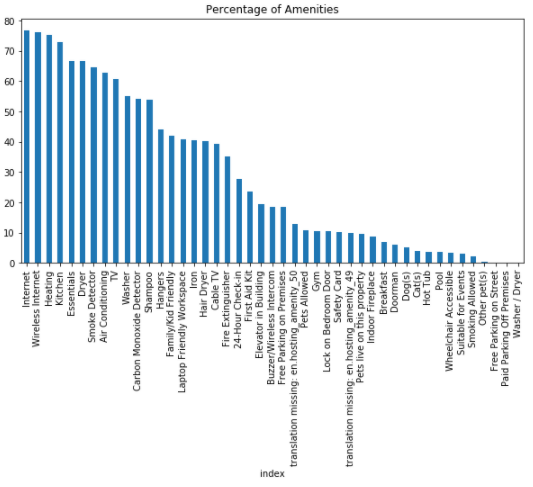 Percentage of Amenities
80
70
60
50
40
30
20
10
0
Internet
Wireless Internet
Heating
Kitchen
Essentials
Dryer
Smoke Detector
Air Conditioning
TV
Washer
Carbon Monoxide Detector
Shampoo
Hangers
Family/Kid Friendly
Laptop Friendly Workspace
Iron
Hair Dryer
Cable TV
Fire Extinguisher
24-Hour Check-in
First Aid Kit
Elevator in Building
Buzzer/Wireless Intercom
Free Parking on Premises
translation missing: en.hosting_amenity_50
Pets Allowed
Gym
Lock on Bedroom Door
Safety Card
translation missing: en.hosting_amenity_49
Pets live on this property
Indoor Fireplace
Breakfast
Doorman
Dog(s)
Cat(s)
Hot Tub
Pool
Wheelchair Accessible
Suitable for Events
Smoking Allowed
Other pet(s)
Free Parking on Street
Paid Parking Off Premises
Washer / Dryer
index